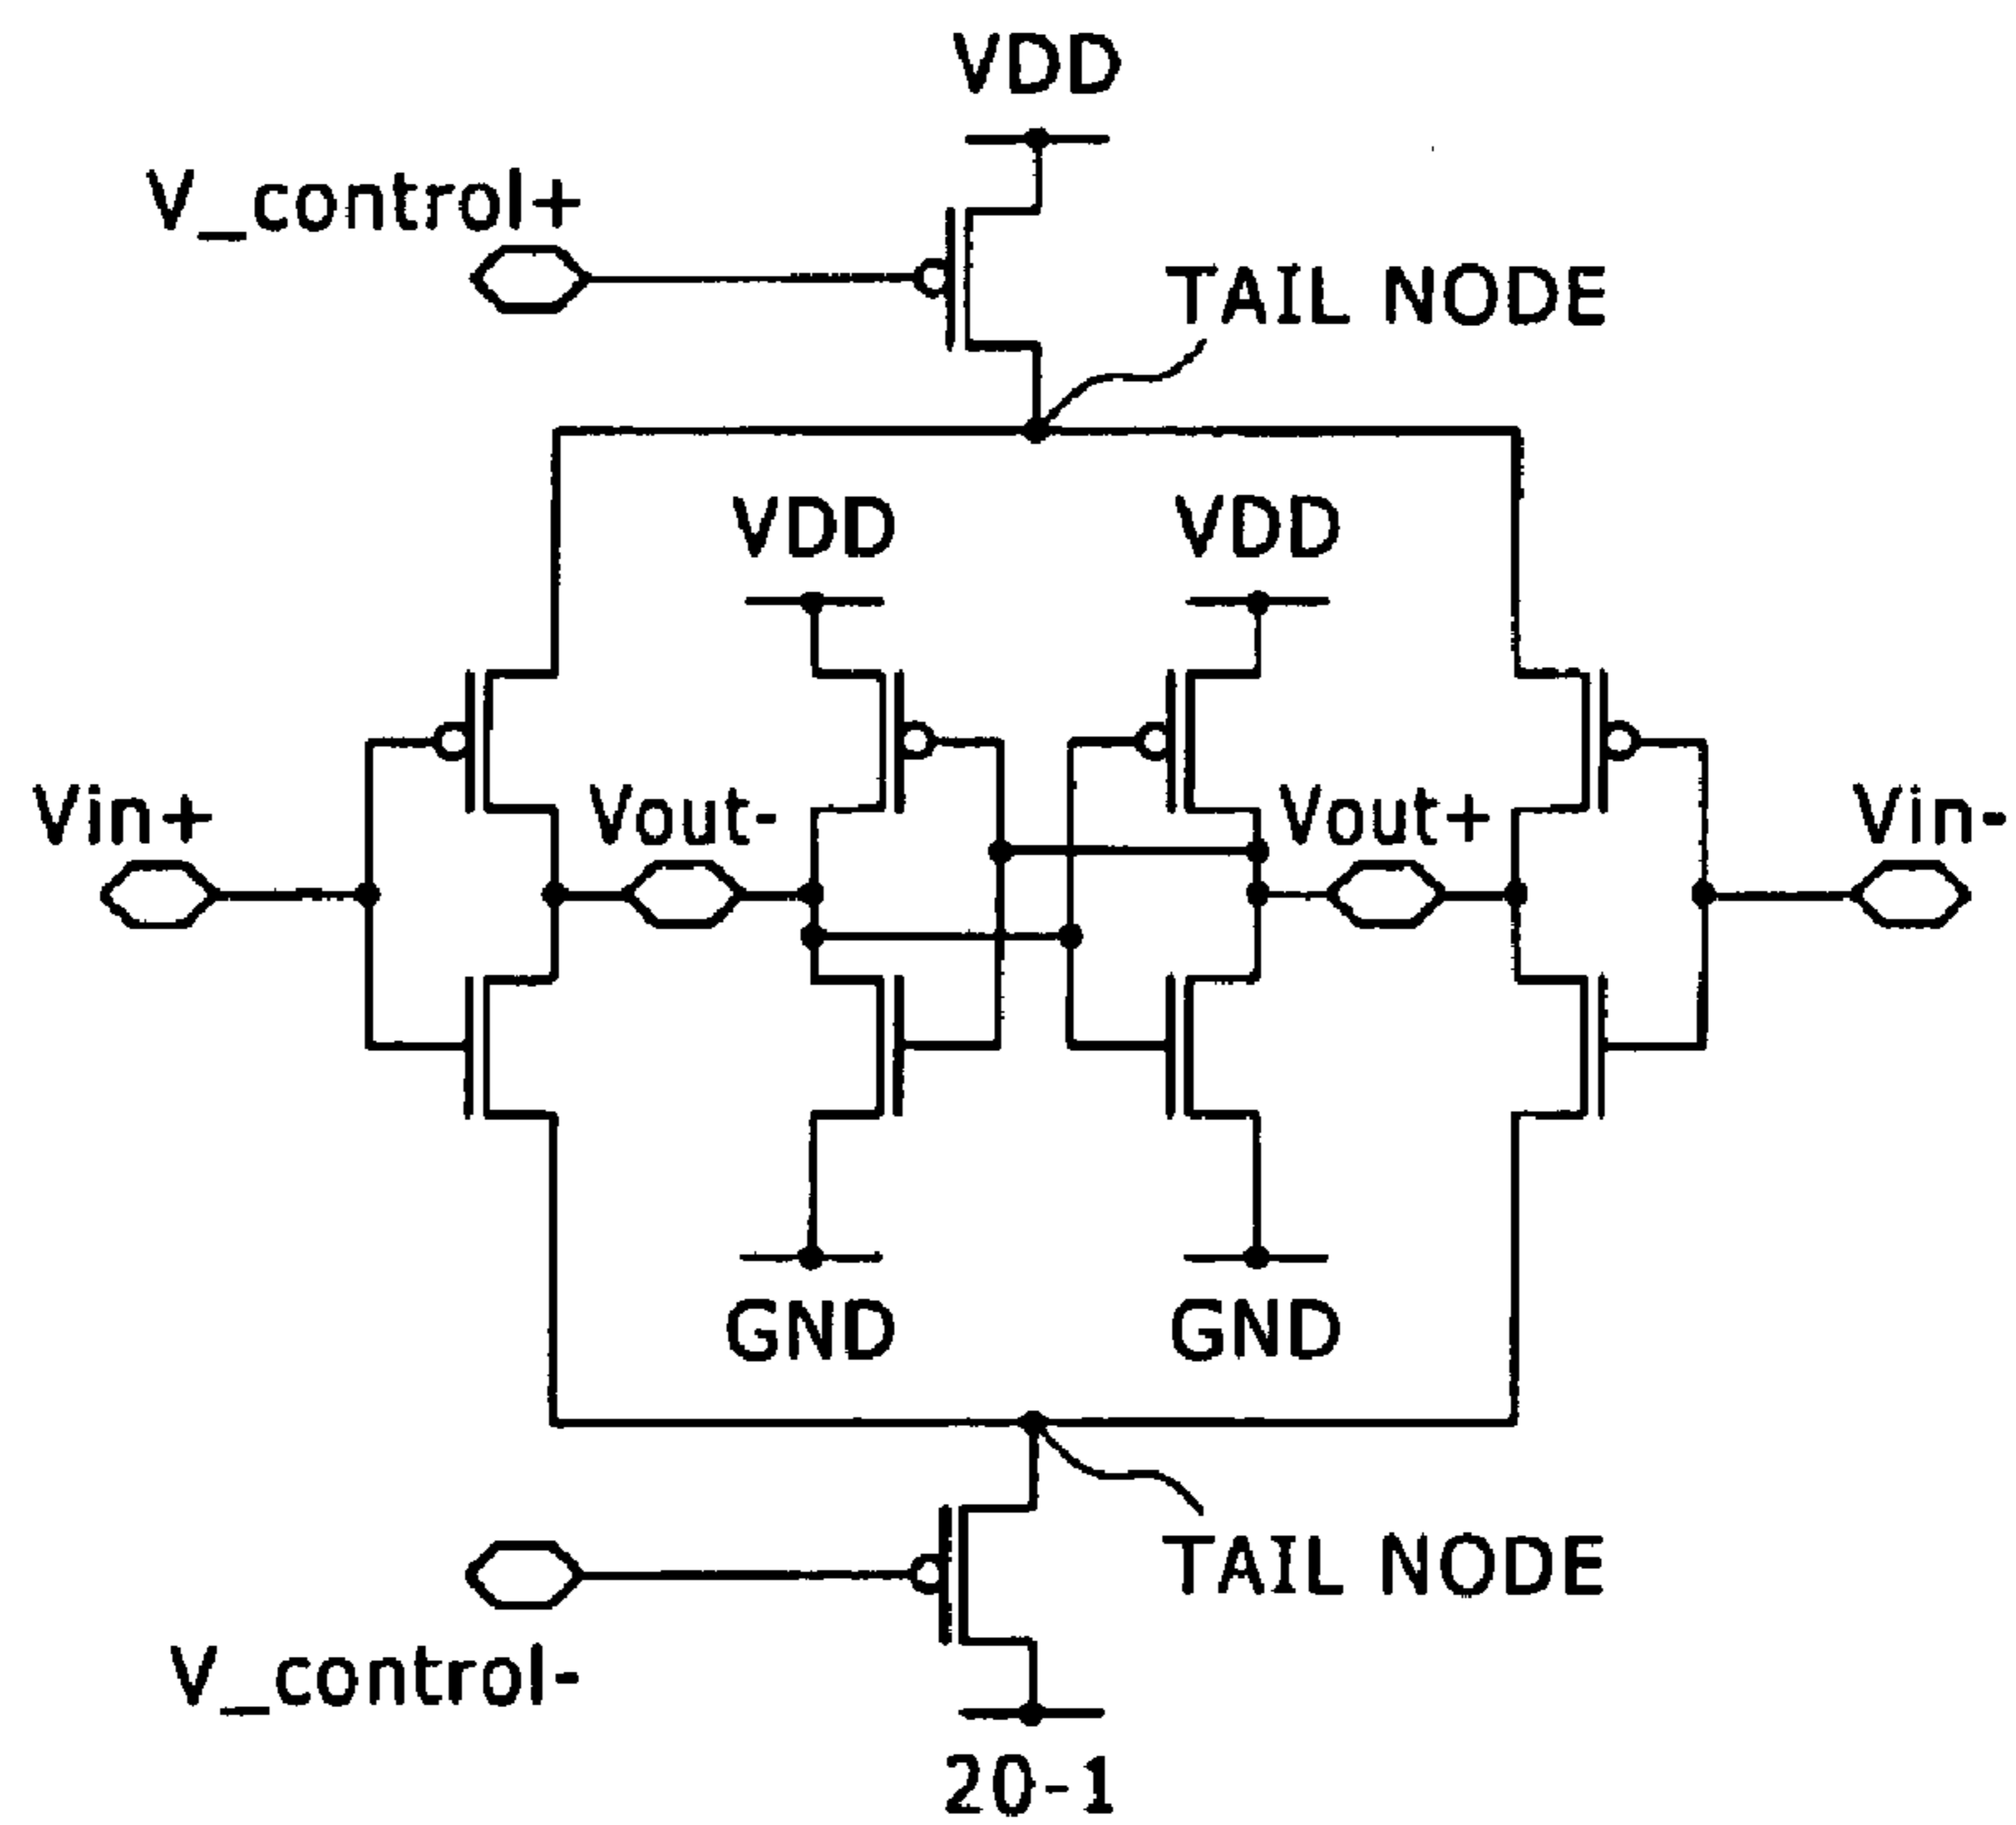 VDD
V_control+
TAIL NODE
VDD
VDD
Vin+
Vout-
Vout+
Vin-
GND
GND
TAIL NODE
V_control-
20-1